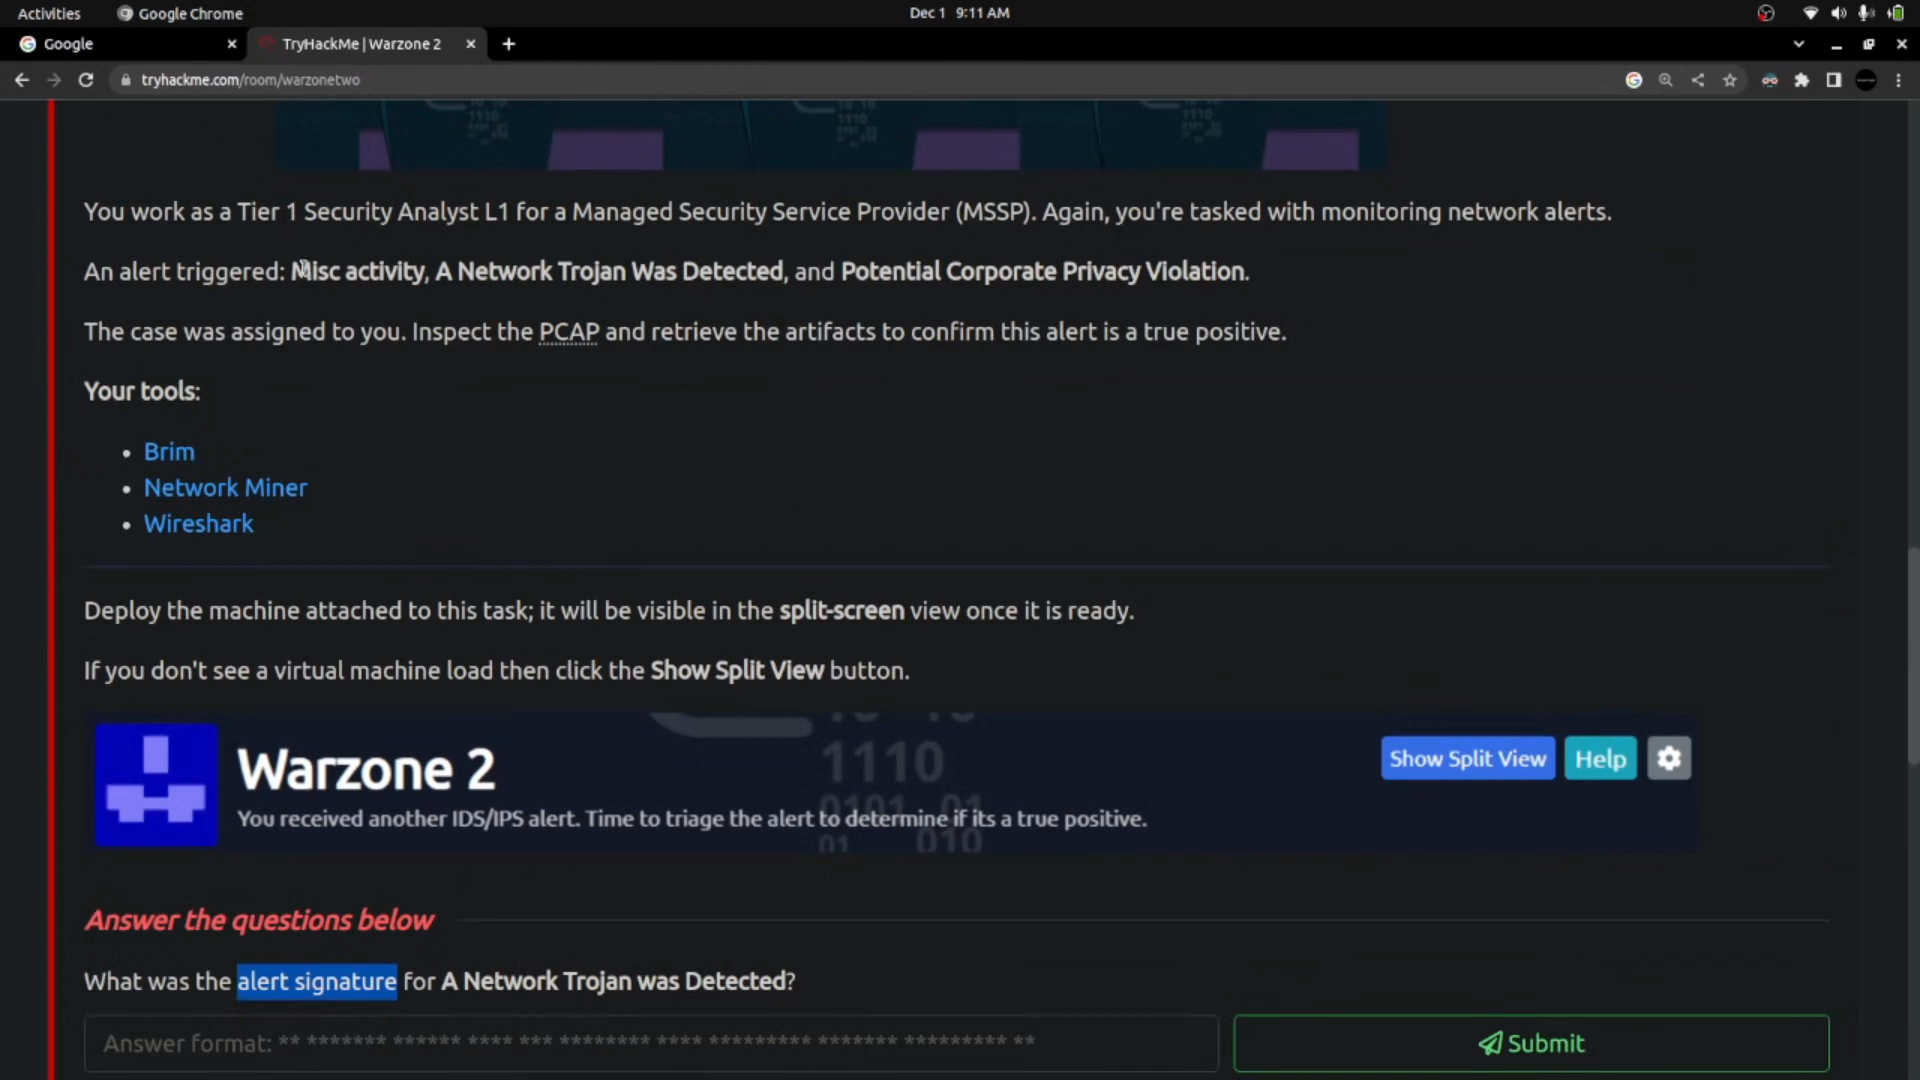 Activities Google Chrome Dec 1 9:11 AM
Google TryHackMe | Warzone 2
tryhackme.com/room/warzonetwo
1110
1110
1110
You work as a Tier 1 Security Analyst L1 for a Managed Security Service Provider (MSSP). Again, you're tasked with monitoring network alerts.
An alert triggered: Misc activity, A Network Trojan Was Detected, and Potential Corporate Privacy Violation.
The case was assigned to you. Inspect the PCAP and retrieve the artifacts to confirm this alert is a true positive.
Your tools:
Brim
Network Miner
Wireshark
Deploy the machine attached to this task; it will be visible in the split-screen view once it is ready.
If you don't see a virtual machine load then click the Show Split View button.
1110
Warzone 2
Show Split View Help
0101 01
You received another IDS/IPS alert. Time to triage the alert to determine if its a true positive.
01 010
Answer the questions below
What was the alert signature for A Network Trojan was Detected?
Answer format: ** ******* ****** **** *** ******** **** ********* ******* ********* **
Submit